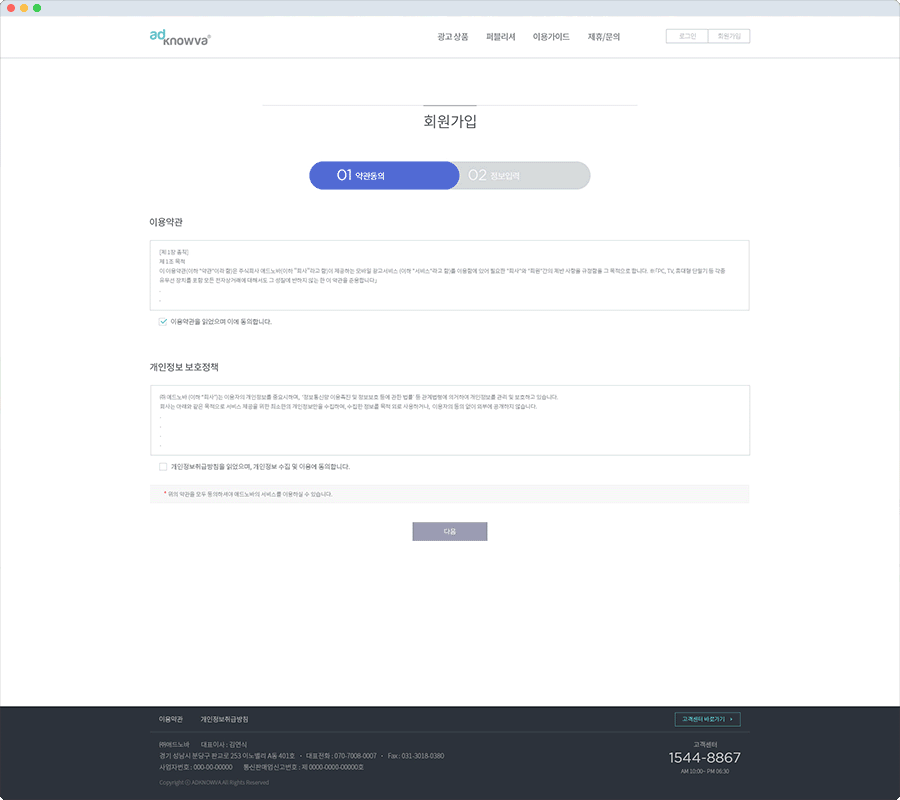 adknowva®
광고 상품 퍼블리셔 이용가이드 제휴/문의 로그인 회원가입
회원가입
01 약관동의 02 정보입력
이용약관
[제 1장 총칙]
제 1조 목적
이 이용약관(이하 "약관"이라 함)은 주식회사 애드노바(이하 "회사"라고 함)이 제공하는 모바일 광고서비스 (이하 "서비스"라고 함)를 이용함에 있어 필요한 "회사"와 "회원"간의 제반 사항을 규정함을 그 목적으로 합니다. ※「PC, TV, 휴대형 단말기 등 각종
유무선 장치를 포함 모든 전자상거래에 대해서도 그 성질에 반하지 않는 한 이 약관을 준용합니다」
이용약관을 읽었으며 이에 동의합니다.
개인정보 보호정책
㈜애드노바 (이하 "회사")는 이용자의 개인정보를 중요시하며, '정보통신망 이용촉진 및 정보보호 등에 관한 법률' 등 관계법령에 의거하여 개인정보를 관리 및 보호하고 있습니다.
회사는 아래와 같은 목적으로 서비스 제공을 위한 최소한의 개인정보만을 수집하며, 수집한 정보를 목적 외로 사용하거나, 이용자의 동의 없이 외부에 공개하지 않습니다.
개인정보취급방침을 읽었으며, 개인정보 수집 및 이용에 동의합니다.
* 위의 약관을 모두 동의하셔야 애드노바의 서비스를 이용하실 수 있습니다.
다음
이용약관 개인정보취급방침 고객센터 바로가기
㈜애드노바 대표이사 : 김연식
경기 성남시 분당구 판교로 253 이노밸리 A동 401호 · 대표전화 : 070-7008-0007 · Fax : 031-3018-0380
사업자번호 : 000-00-00000 통신판매업신고번호 : 제 0000-0000-00000호
Copyright ⓒ ADKNOWVA All Rights Reserved
고객센터
1544-8867
AM 10:00~ PM 06:30